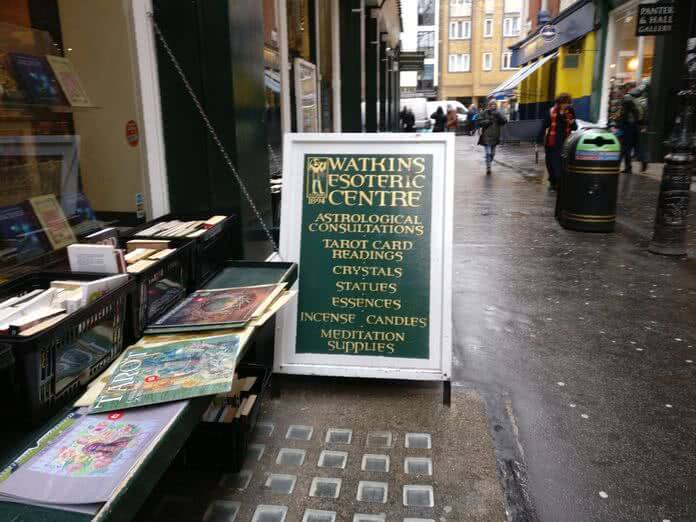 WATKINS
ESOTERIC
CENTRE
ASTROLOGICAL
CONSULTATIONS
TAROT CARD
READINGS
CRYSTALS
STATUES
ESSENCES
INCENSE CANDLES
MEDITATION
SUPPLIES
TAROT
PANTER
& HALL
GALLERY